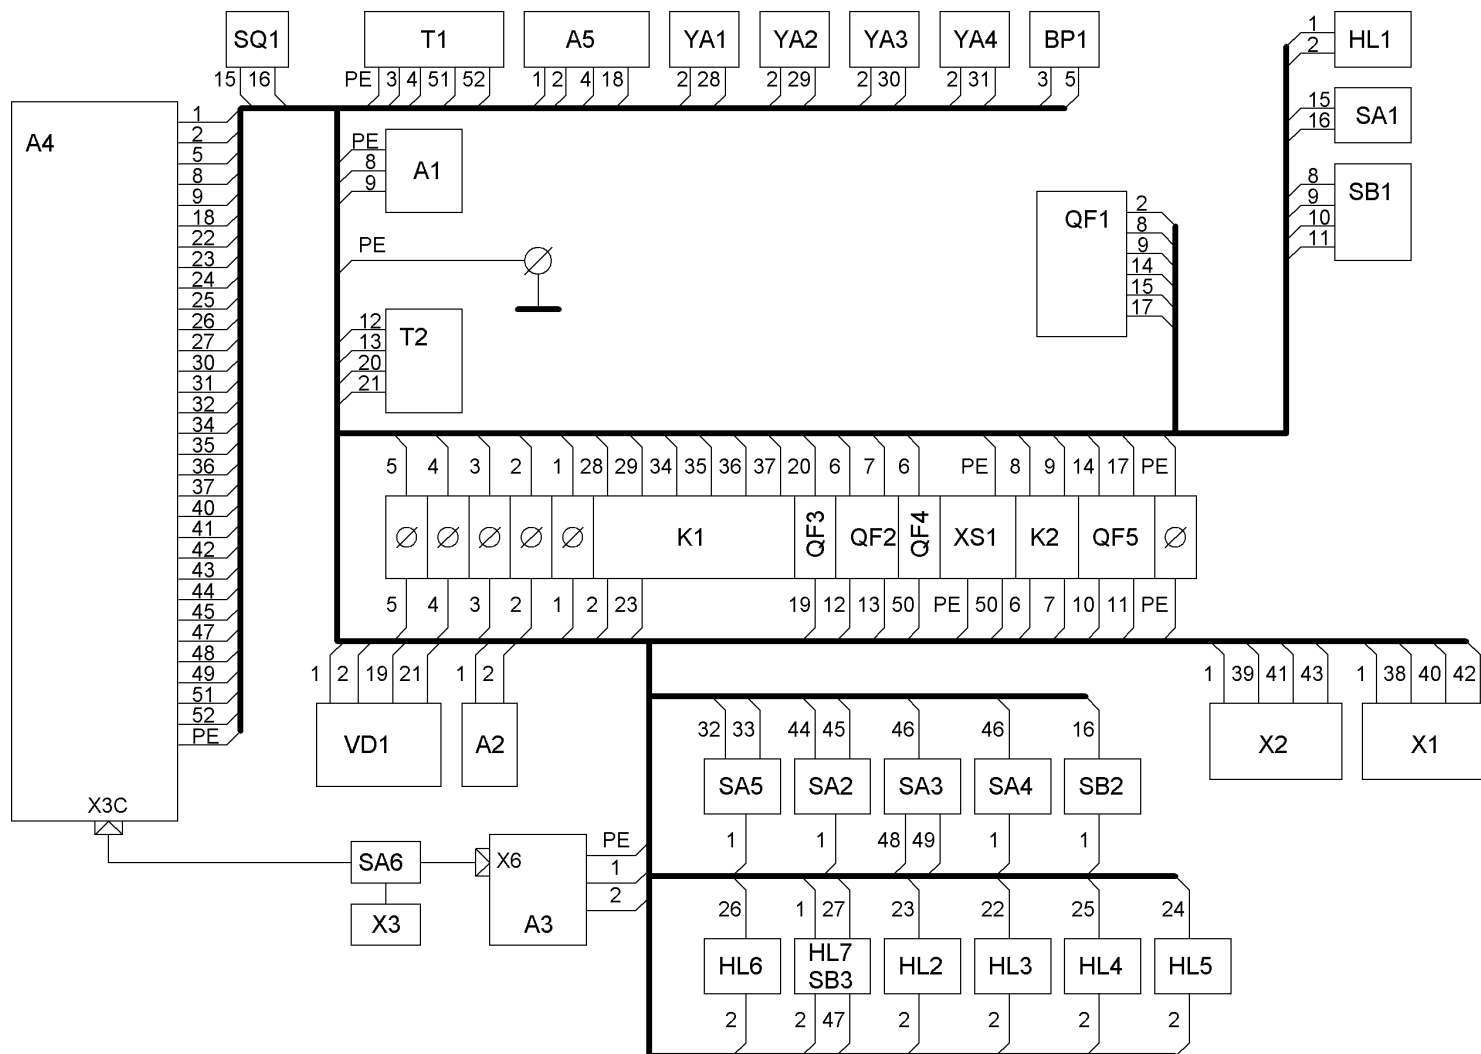 SQ1 T1 A5 YA1 YA2 YA3 YA4 BP1
15 16 PE 3 4 51 52 1 2 4 18 2 28 2 29 2 30 2 31 3 5
1 HL1
2
15 SA1
16
8 SB1
9
10
11
A4
1
2
5
8
9
18
22
23
24
25
26
27
30
31
32
34
35
36
37
40
41
42
43
44
45
47
48
49
51
52
PE
X3C
PE
8 A1
9
PE
12
13 T2
20
21
QF1 2
8
9
14
15
17
5 4 3 2 1 28 29 34 35 36 37 20 6 7 6 PE 8 9 14 17 PE
∅ ∅ ∅ ∅ ∅ K1 QF3 QF2 QF4 XS1 K2 QF5 ∅
5 4 3 2 1 2 23 19 12 13 50 PE 50 6 7 10 11 PE
1 2 19 21 1 2 1 39 41 43 1 38 40 42
VD1 A2 X2 X1
32 33 44 45 46 46 16
SA5 SA2 SA3 SA4 SB2
1 1 48 49 1 1
SA6
X3
X6
A3
PE
1
2
26 1 27 23 22 25 24
HL6 HL7 HL2 HL3 HL4 HL5
SB3
2 2 47 2 2 2 2